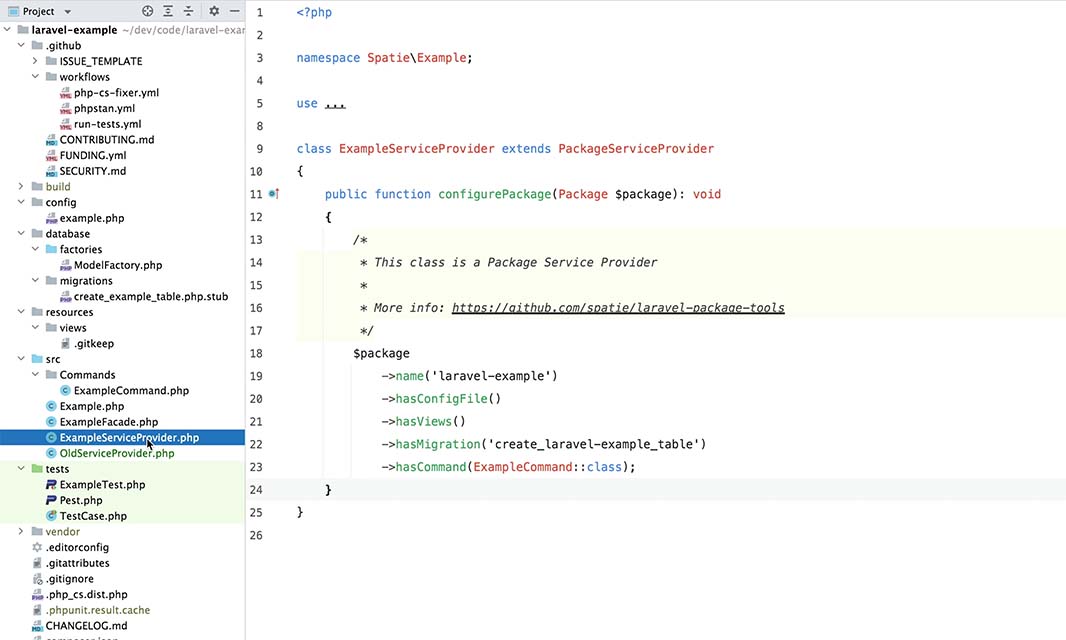 Project
laravel-example ~/dev/code/laravel-exar
.github
ISSUE_TEMPLATE
workflows
php-cs-fixer.yml
phpstan.yml
run-tests.yml
CONTRIBUTING.md
FUNDING.yml
SECURITY.md
build
config
example.php
database
factories
ModelFactory.php
migrations
create_example_table.php.stub
resources
views
.gitkeep
src
Commands
ExampleCommand.php
Example.php
ExampleFacade.php
ExampleServiceProvider.php
OldServiceProvider.php
tests
ExampleTest.php
Pest.php
TestCase.php
vendor
.editorconfig
.gitattributes
.gitignore
.php_cs.dist.php
.phpunit.result.cache
CHANGELOG.md
1 <?php
2
3 namespace Spatie\Example;
4
5 use ...
8
9 class ExampleServiceProvider extends PackageServiceProvider
10 {
11 public function configurePackage(Package $package): void
12 {
13 /*
14 * This class is a Package Service Provider
15 *
16 * More info: https://github.com/spatie/laravel-package-tools
17 */
18 $package
19 ->name('laravel-example')
20 ->hasConfigFile()
21 ->hasViews()
22 ->hasMigration('create_laravel-example_table')
23 ->hasCommand(ExampleCommand::class);
24 }
25 }
26